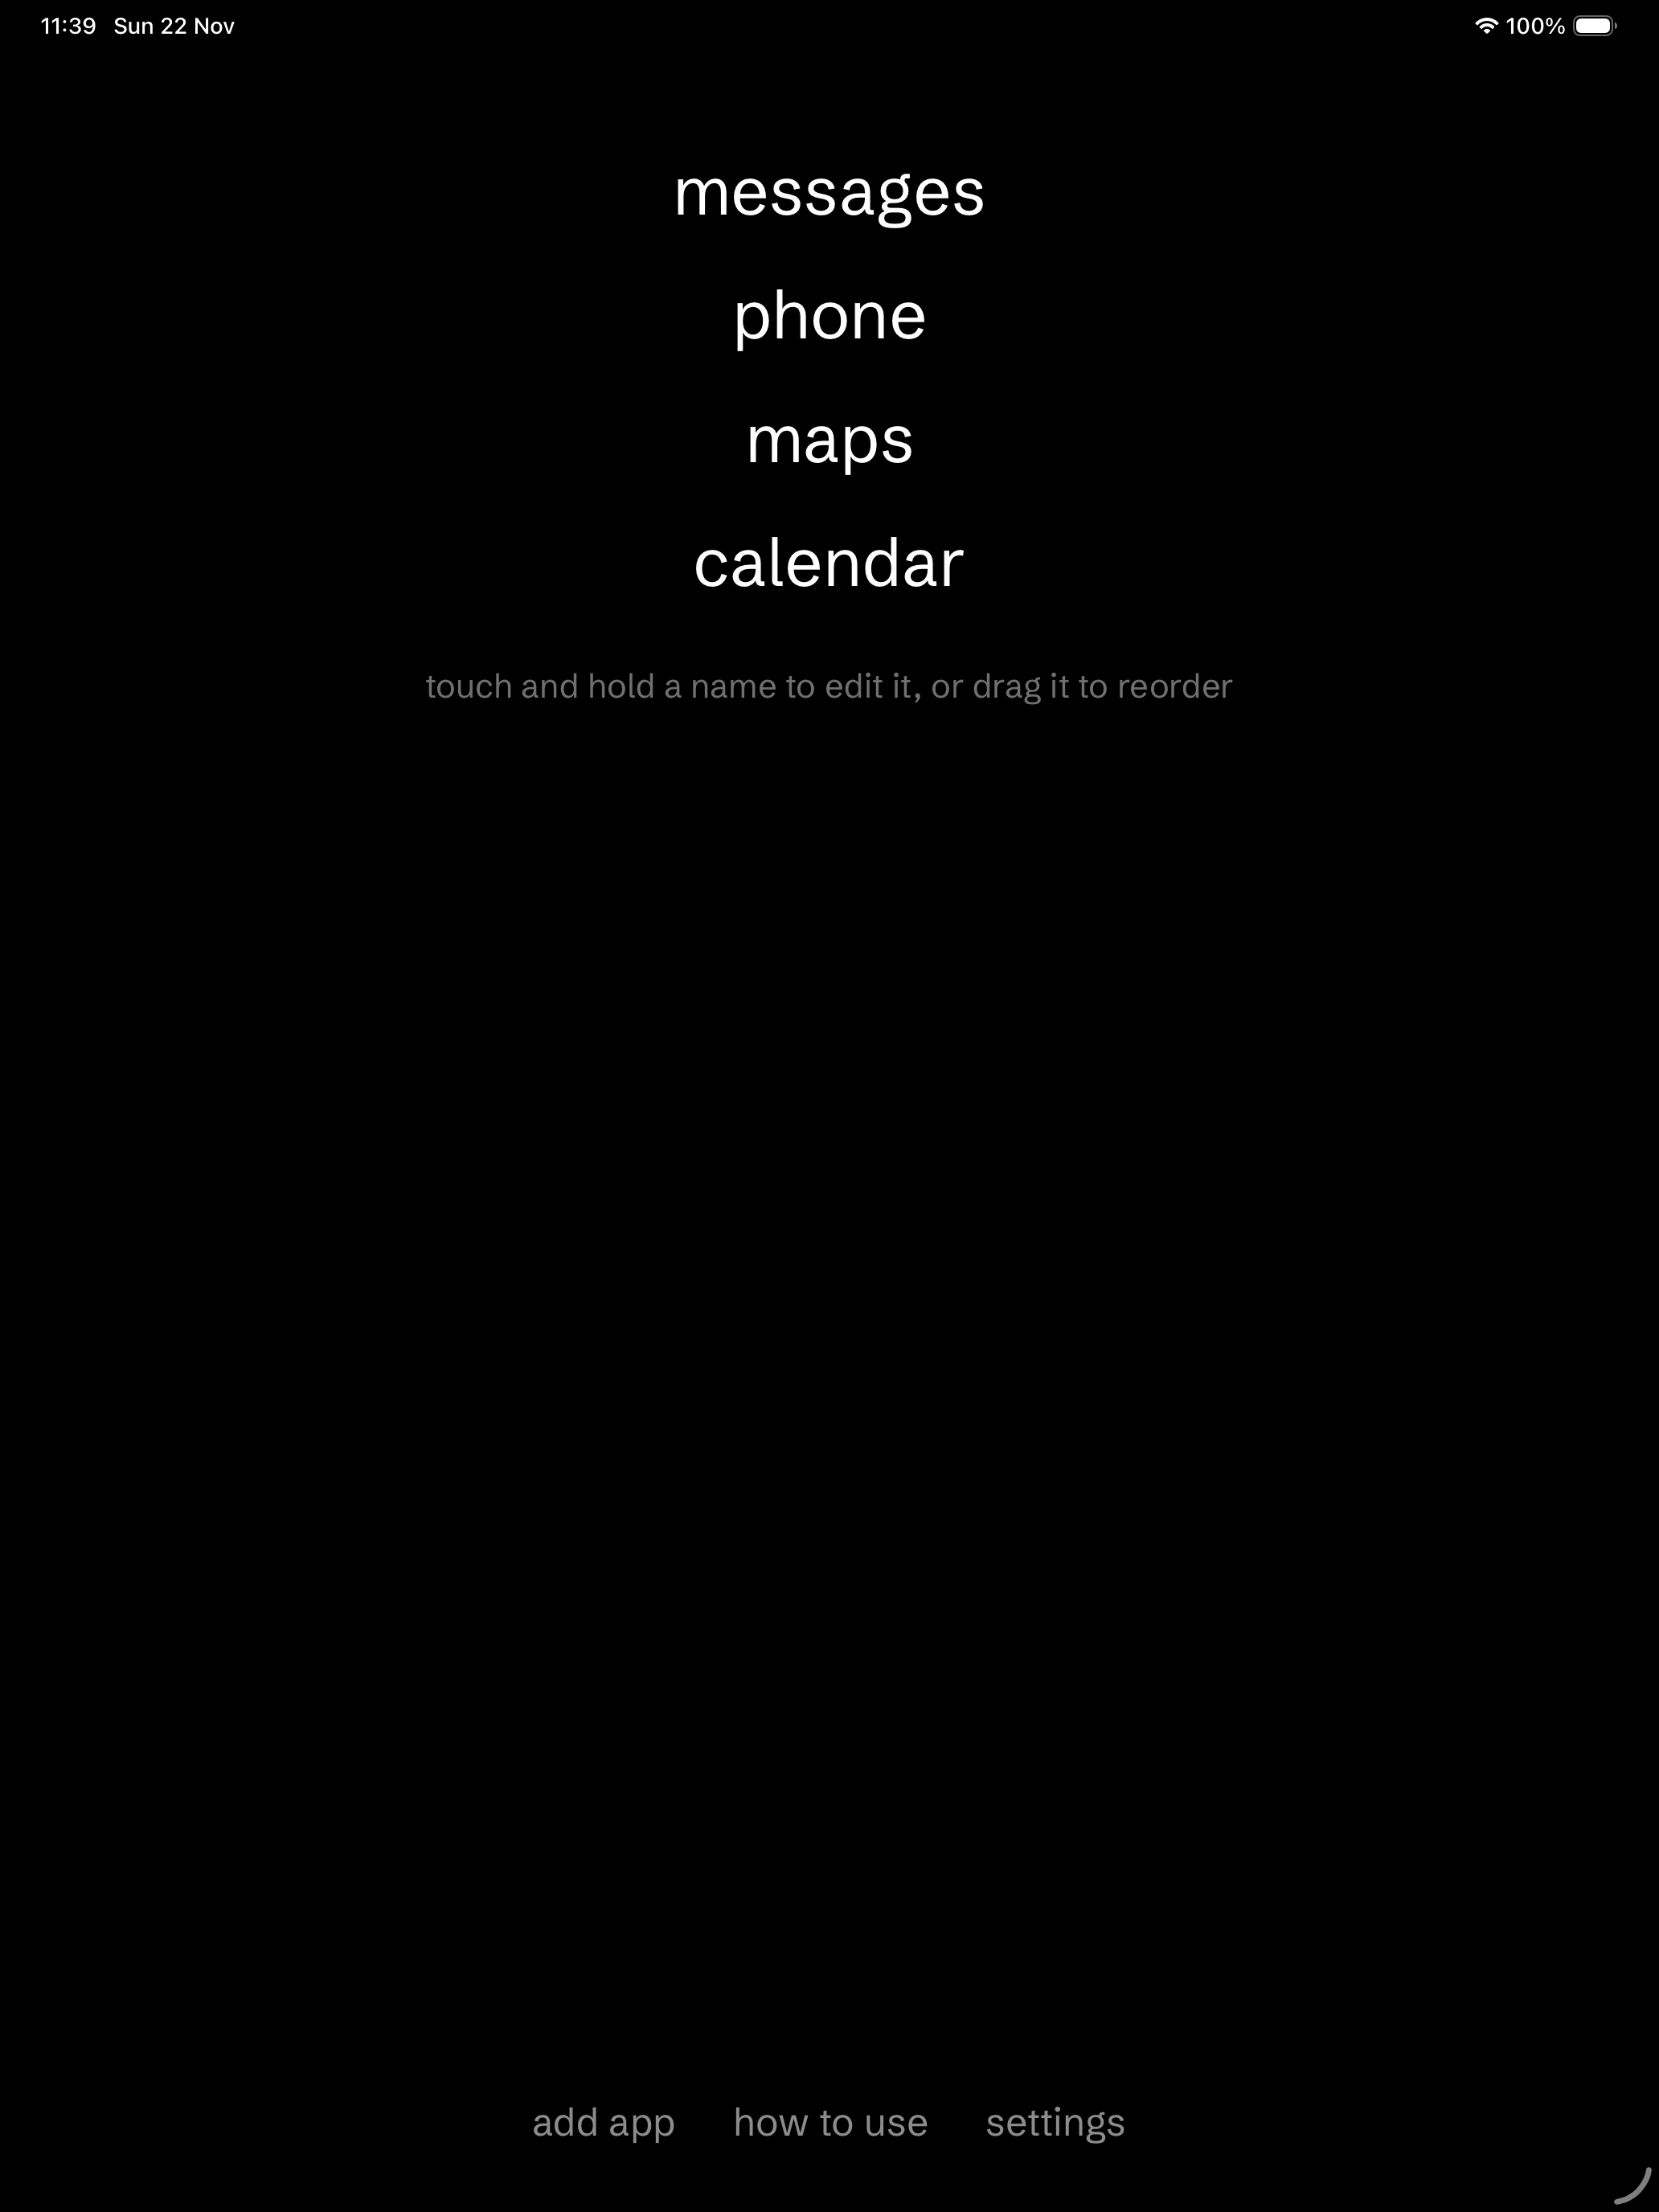 11:39 Sun 22 Nov 100%
messages
phone
maps
calendar
touch and hold a name to edit it, or drag it to reorder
add app how to use settings